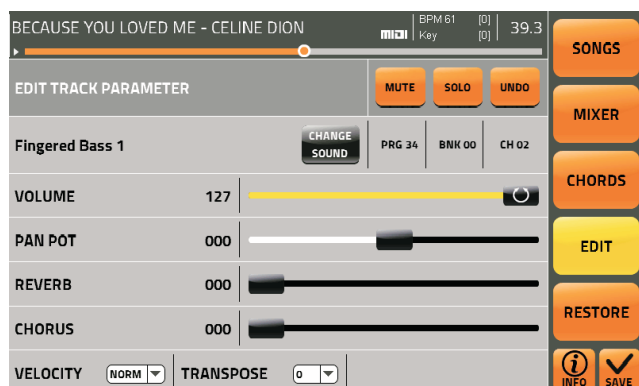 BECAUSE YOU LOVED ME - CELINE DION
MIDI BPM 61 [0] 39.3
Key [0]
SONGS
EDIT TRACK PARAMETER MUTE SOLO UNDO
MIXER
Fingered Bass 1 CHANGE SOUND PRG 34 BNK 00 CH 02
CHORDS
VOLUME 127
PAN POT 000
EDIT
REVERB 000
RESTORE
CHORUS 000
VELOCITY NORM TRANSPOSE 0
INFO SAVE